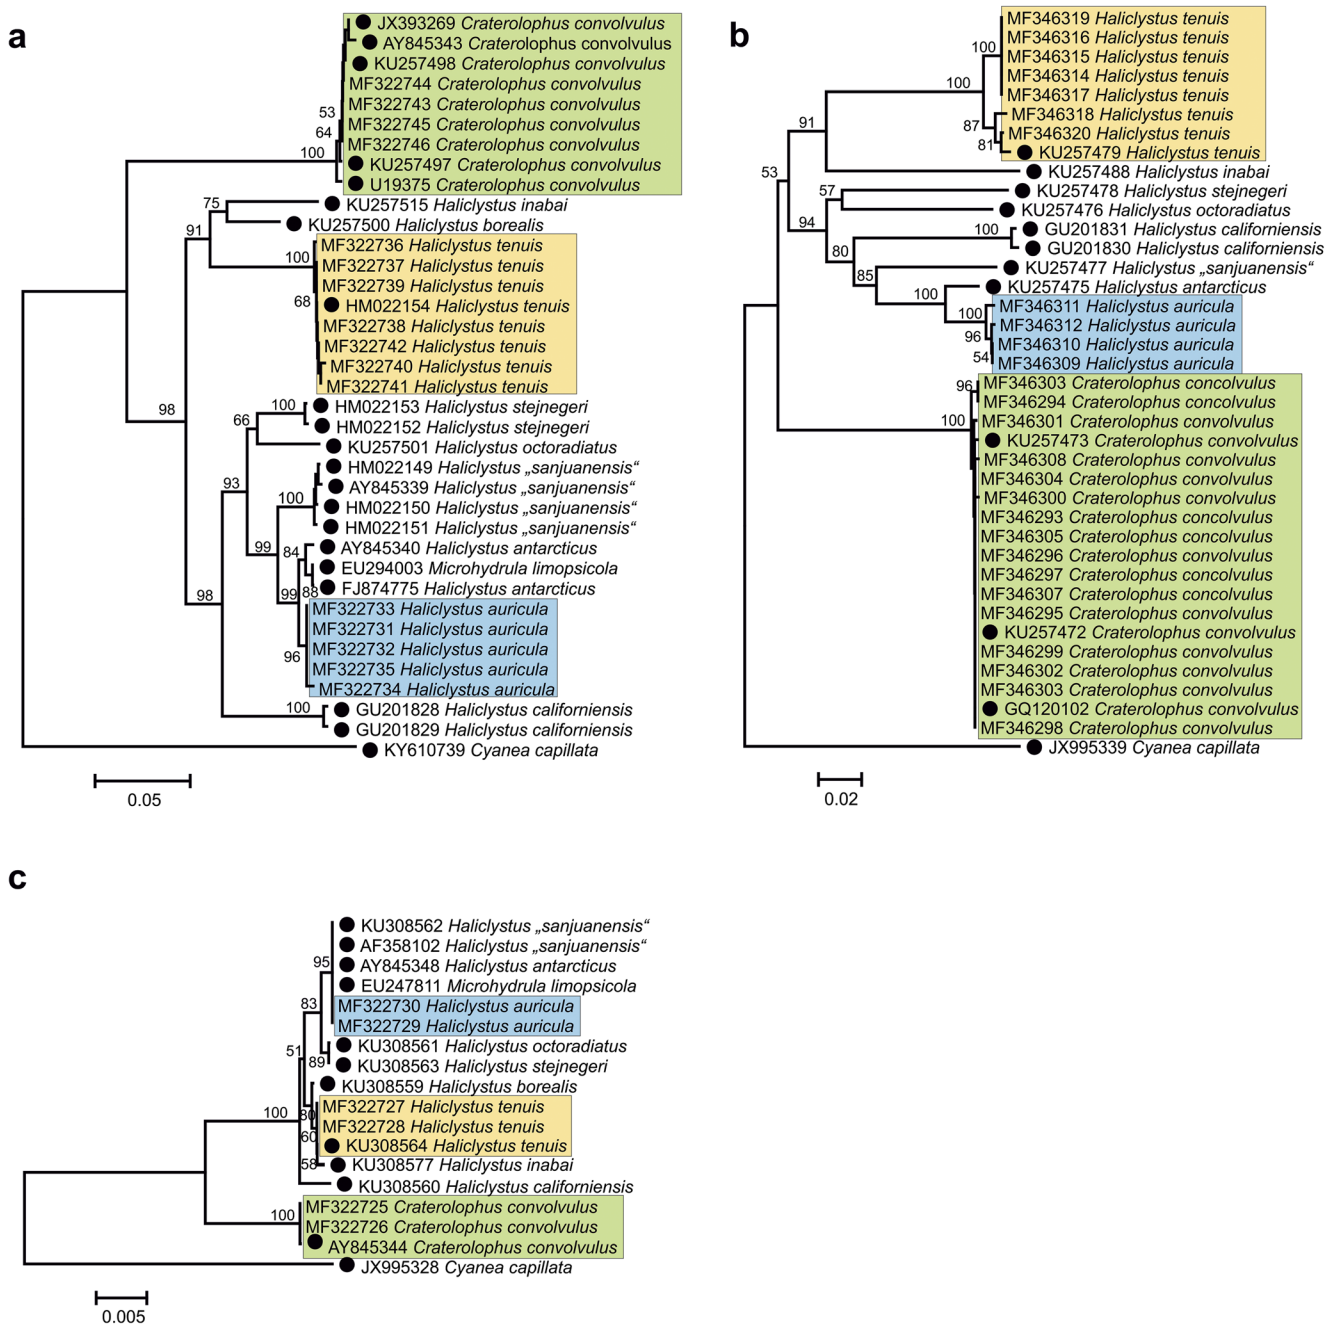 a
JX393269 Craterolophus convolvulus
AY845343 Craterolophus convolvulus
KU257498 Craterolophus convolvulus
MF322744 Craterolophus convolvulus
MF322743 Craterolophus convolvulus
53
MF322745 Craterolophus convolvulus
64
MF322746 Craterolophus convolvulus
100
KU257497 Craterolophus convolvulus
U19375 Craterolophus convolvulus
75
KU257515 Haliclystus inabai
KU257500 Haliclystus borealis
91
MF322736 Haliclystus tenuis
100
MF322737 Haliclystus tenuis
MF322739 Haliclystus tenuis
68
HM022154 Haliclystus tenuis
MF322738 Haliclystus tenuis
MF322742 Haliclystus tenuis
MF322740 Haliclystus tenuis
MF322741 Haliclystus tenuis
98
100
HM022153 Haliclystus stejnegeri
66
HM022152 Haliclystus stejnegeri
KU257501 Haliclystus octoradiatus
HM022149 Haliclystus „sanjuanensis“
93
AY845339 Haliclystus „sanjuanensis“
100
HM022150 Haliclystus „sanjuanensis“
HM022151 Haliclystus „sanjuanensis“
99
84
AY845340 Haliclystus antarcticus
EU294003 Microhydrula limopsicola
98
99
88
FJ874775 Haliclystus antarcticus
MF322733 Haliclystus auricula
MF322731 Haliclystus auricula
96
MF322732 Haliclystus auricula
MF322735 Haliclystus auricula
MF322734 Haliclystus auricula
100
GU201828 Haliclystus californiensis
GU201829 Haliclystus californiensis
KY610739 Cyanea capillata
0.05
b
MF346319 Haliclystus tenuis
MF346316 Haliclystus tenuis
100
MF346315 Haliclystus tenuis
MF346314 Haliclystus tenuis
100
MF346317 Haliclystus tenuis
MF346318 Haliclystus tenuis
91
87
MF346320 Haliclystus tenuis
81
KU257479 Haliclystus tenuis
53
KU257488 Haliclystus inabai
57
KU257478 Haliclystus stejnegeri
KU257476 Haliclystus octoradiatus
94
100
GU201831 Haliclystus californiensis
80
GU201830 Haliclystus californiensis
85
KU257477 Haliclystus „sanjuanensis“
100
KU257475 Haliclystus antarcticus
MF346311 Haliclystus auricula
100
MF346312 Haliclystus auricula
96
MF346310 Haliclystus auricula
54
MF346309 Haliclystus auricula
96
MF346303 Craterolophus concolvulus
MF346294 Craterolophus concolvulus
100
MF346301 Craterolophus convolvulus
KU257473 Craterolophus convolvulus
MF346308 Craterolophus convolvulus
MF346304 Craterolophus convolvulus
MF346300 Craterolophus convolvulus
MF346293 Craterolophus concolvulus
MF346305 Craterolophus concolvulus
MF346296 Craterolophus concolvulus
MF346297 Craterolophus concolvulus
MF346307 Craterolophus concolvulus
MF346295 Craterolophus convolvulus
KU257472 Craterolophus convolvulus
MF346299 Craterolophus convolvulus
MF346302 Craterolophus convolvulus
MF346303 Craterolophus convolvulus
GQ120102 Craterolophus convolvulus
MF346298 Craterolophus convolvulus
JX995339 Cyanea capillata
0.02
c
KU308562 Haliclystus „sanjuanensis“
AF358102 Haliclystus „sanjuanensis“
95
AY845348 Haliclystus antarcticus
EU247811 Microhydrula limopsicola
83
MF322730 Haliclystus auricula
MF322729 Haliclystus auricula
51
KU308561 Haliclystus octoradiatus
89
KU308563 Haliclystus stejnegeri
KU308559 Haliclystus borealis
100
80
MF322727 Haliclystus tenuis
MF322728 Haliclystus tenuis
60
KU308564 Haliclystus tenuis
58
KU308577 Haliclystus inabai
KU308560 Haliclystus californiensis
100
MF322725 Craterolophus convolvulus
MF322726 Craterolophus convolvulus
AY845344 Craterolophus convolvulus
JX995328 Cyanea capillata
0.005